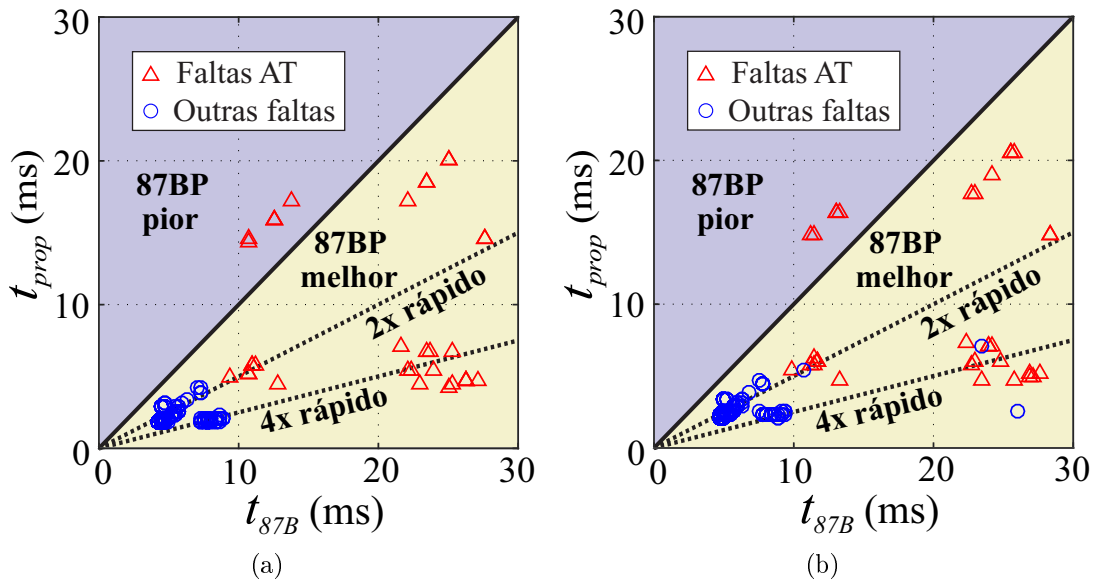 30
20
10
0
t_prop (ms)
Faltas AT
Outras faltas
87BP
pior
87BP
melhor
2x rápido
4x rápido
0
10
20
30
t_87B (ms)
(a)
30
20
10
0
t_prop (ms)
Faltas AT
Outras faltas
87BP
pior
87BP
melhor
2x rápido
4x rápido
0
10
20
30
t_87B (ms)
(b)